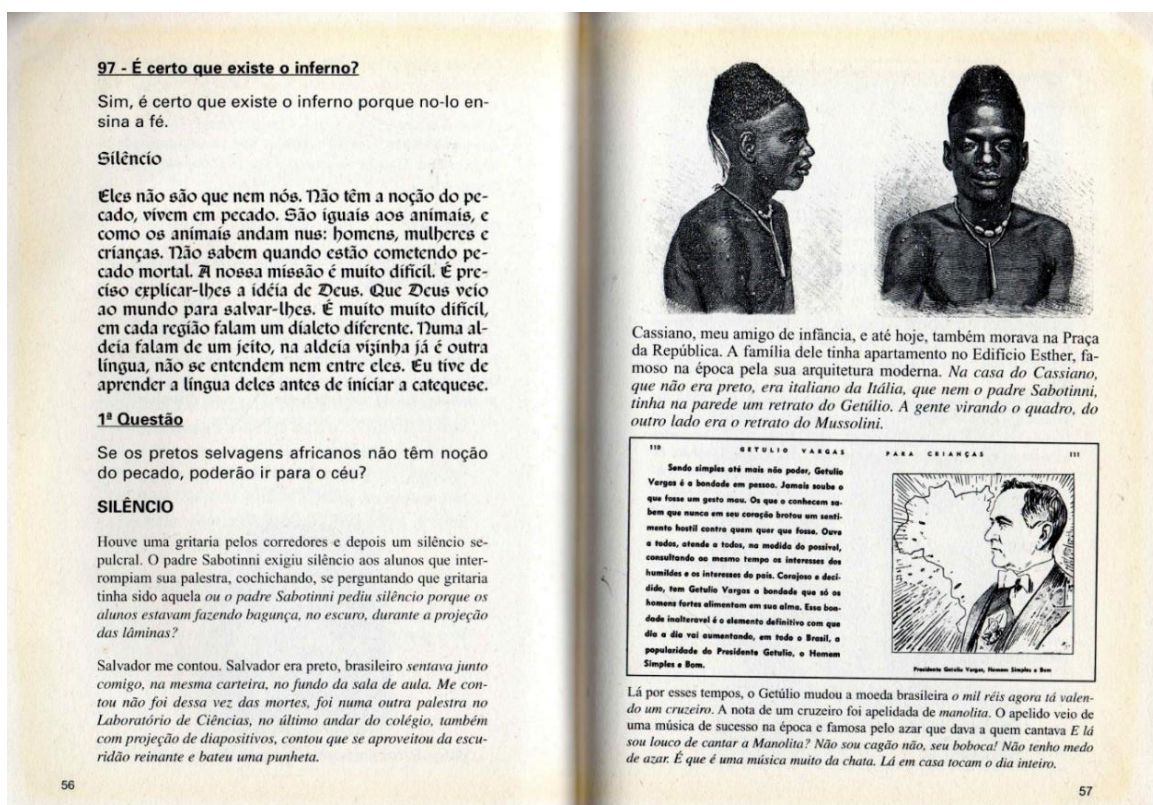 97 - É certo que existe o inferno?
Sim, é certo que existe o inferno porque no-lo en-
sina a fé.
Silêncio
Eles não são que nem nós. Não têm a noção do pe-
cado, vivem em pecado. São iguais aos animais, e
como os animais andam nus: homens, mulheres e
crianças. Não sabem quando estão cometendo pe-
cado mortal. A nossa missão é muito difícil. É pre-
ciso explicar-lhes a idéia de Deus. Que Deus veio
ao mundo para salvar-lhes. É muito muito difícil,
em cada região falam um dialeto diferente. Numa al-
deia falam de um jeito, na aldeia vizinha já é outra
língua, não se entendem nem entre eles. Eu tive de
aprender a língua deles antes de iniciar a catequese.
1ª Questão
Se os pretos selvagens africanos não têm noção
do pecado, poderão ir para o céu?
SILÊNCIO
Houve uma gritaria pelos corredores e depois um silêncio se-
pulcral. O padre Sabotinni exigiu silêncio aos alunos que inter-
rompiam sua palestra, cochichando, se perguntando que gritaria
tinha sido aquela ou o padre Sabotinni pediu silêncio porque os
alunos estavam fazendo bagunça, no escuro, durante a projeção
das lâminas?
Salvador me contou. Salvador era preto, brasileiro sentava junto
comigo, na mesma carteira, no fundo da sala de aula. Me con-
tou não foi dessa vez das mortes, foi numa outra palestra no
Laboratório de Ciências, no último andar do colégio, também
com projeção de diapositivos, contou que se aproveitou da escu-
ridão reinante e bateu uma punheta.
56
Cassiano, meu amigo de infância, e até hoje, também morava na Praça
da República. A família dele tinha apartamento no Edifício Esther, fa-
moso na época pela sua arquitetura moderna. Na casa do Cassiano,
que não era preto, era italiano da Itália, que nem o padre Sabotinni,
tinha na parede um retrato do Getúlio. A gente virando o quadro, do
outro lado era o retrato do Mussolini.
110 GETULIO VARGAS
Sendo simples até mais não poder, Getulio
Vargas é a bondade em pessoa. Jamais soube o
que fosse um gesto mau. Os que o conhecem sa-
bem que nunca em seu coração brotou um senti-
mento hostil contra quem quer que fosse. Ouve
a todos, atende a todos, na medida do possivel,
consultando ao mesmo tempo os interesses dos
humildes e os interesses do país. Corajoso e deci-
dido, tem Getulio Vargas a bondade que só os
homens fortes alimentam em sua alma. Essa bon-
dade inalteravel é o elemento definitivo com que
dia a dia vai aumentando, em todo o Brasil, a
popularidade do Presidente Getulio, o Homem
Simples e Bom.
PARA CRIANÇAS 111
Presidente Getulio Vargas, Homem Simples e Bom
Lá por esses tempos, o Getúlio mudou a moeda brasileira o mil réis agora tá valen-
do um cruzeiro. A nota de um cruzeiro foi apelidada de manolita. O apelido veio de
uma música de sucesso na época e famosa pelo azar que dava a quem cantava E lá
sou louco de cantar a Manolita? Não sou cagão não, seu boboca! Não tenho medo
de azar. É que é uma música muito da chata. Lá em casa tocam o dia inteiro.
57